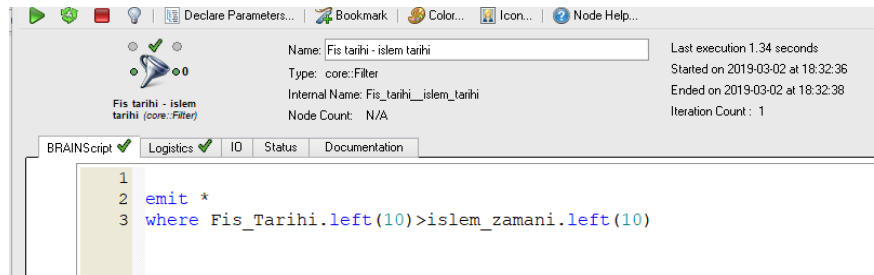 Declare Parameters... Bookmark Color... Icon... Node Help...
Name: Fis tarihi - islem tarihi
Last execution 1.34 seconds
Type: core::Filter
Started on 2019-03-02 at 18:32:36
0
Internal Name: Fis_tarihi__islem_tarihi
Ended on 2019-03-02 at 18:32:38
Fis tarihi - islem
tarihi (core::Filter)
Node Count: N/A
Iteration Count : 1
BRAINScript Logistics IO Status Documentation
1
2 emit *
3 where Fis_Tarihi.left(10)>islem_zamani.left(10)